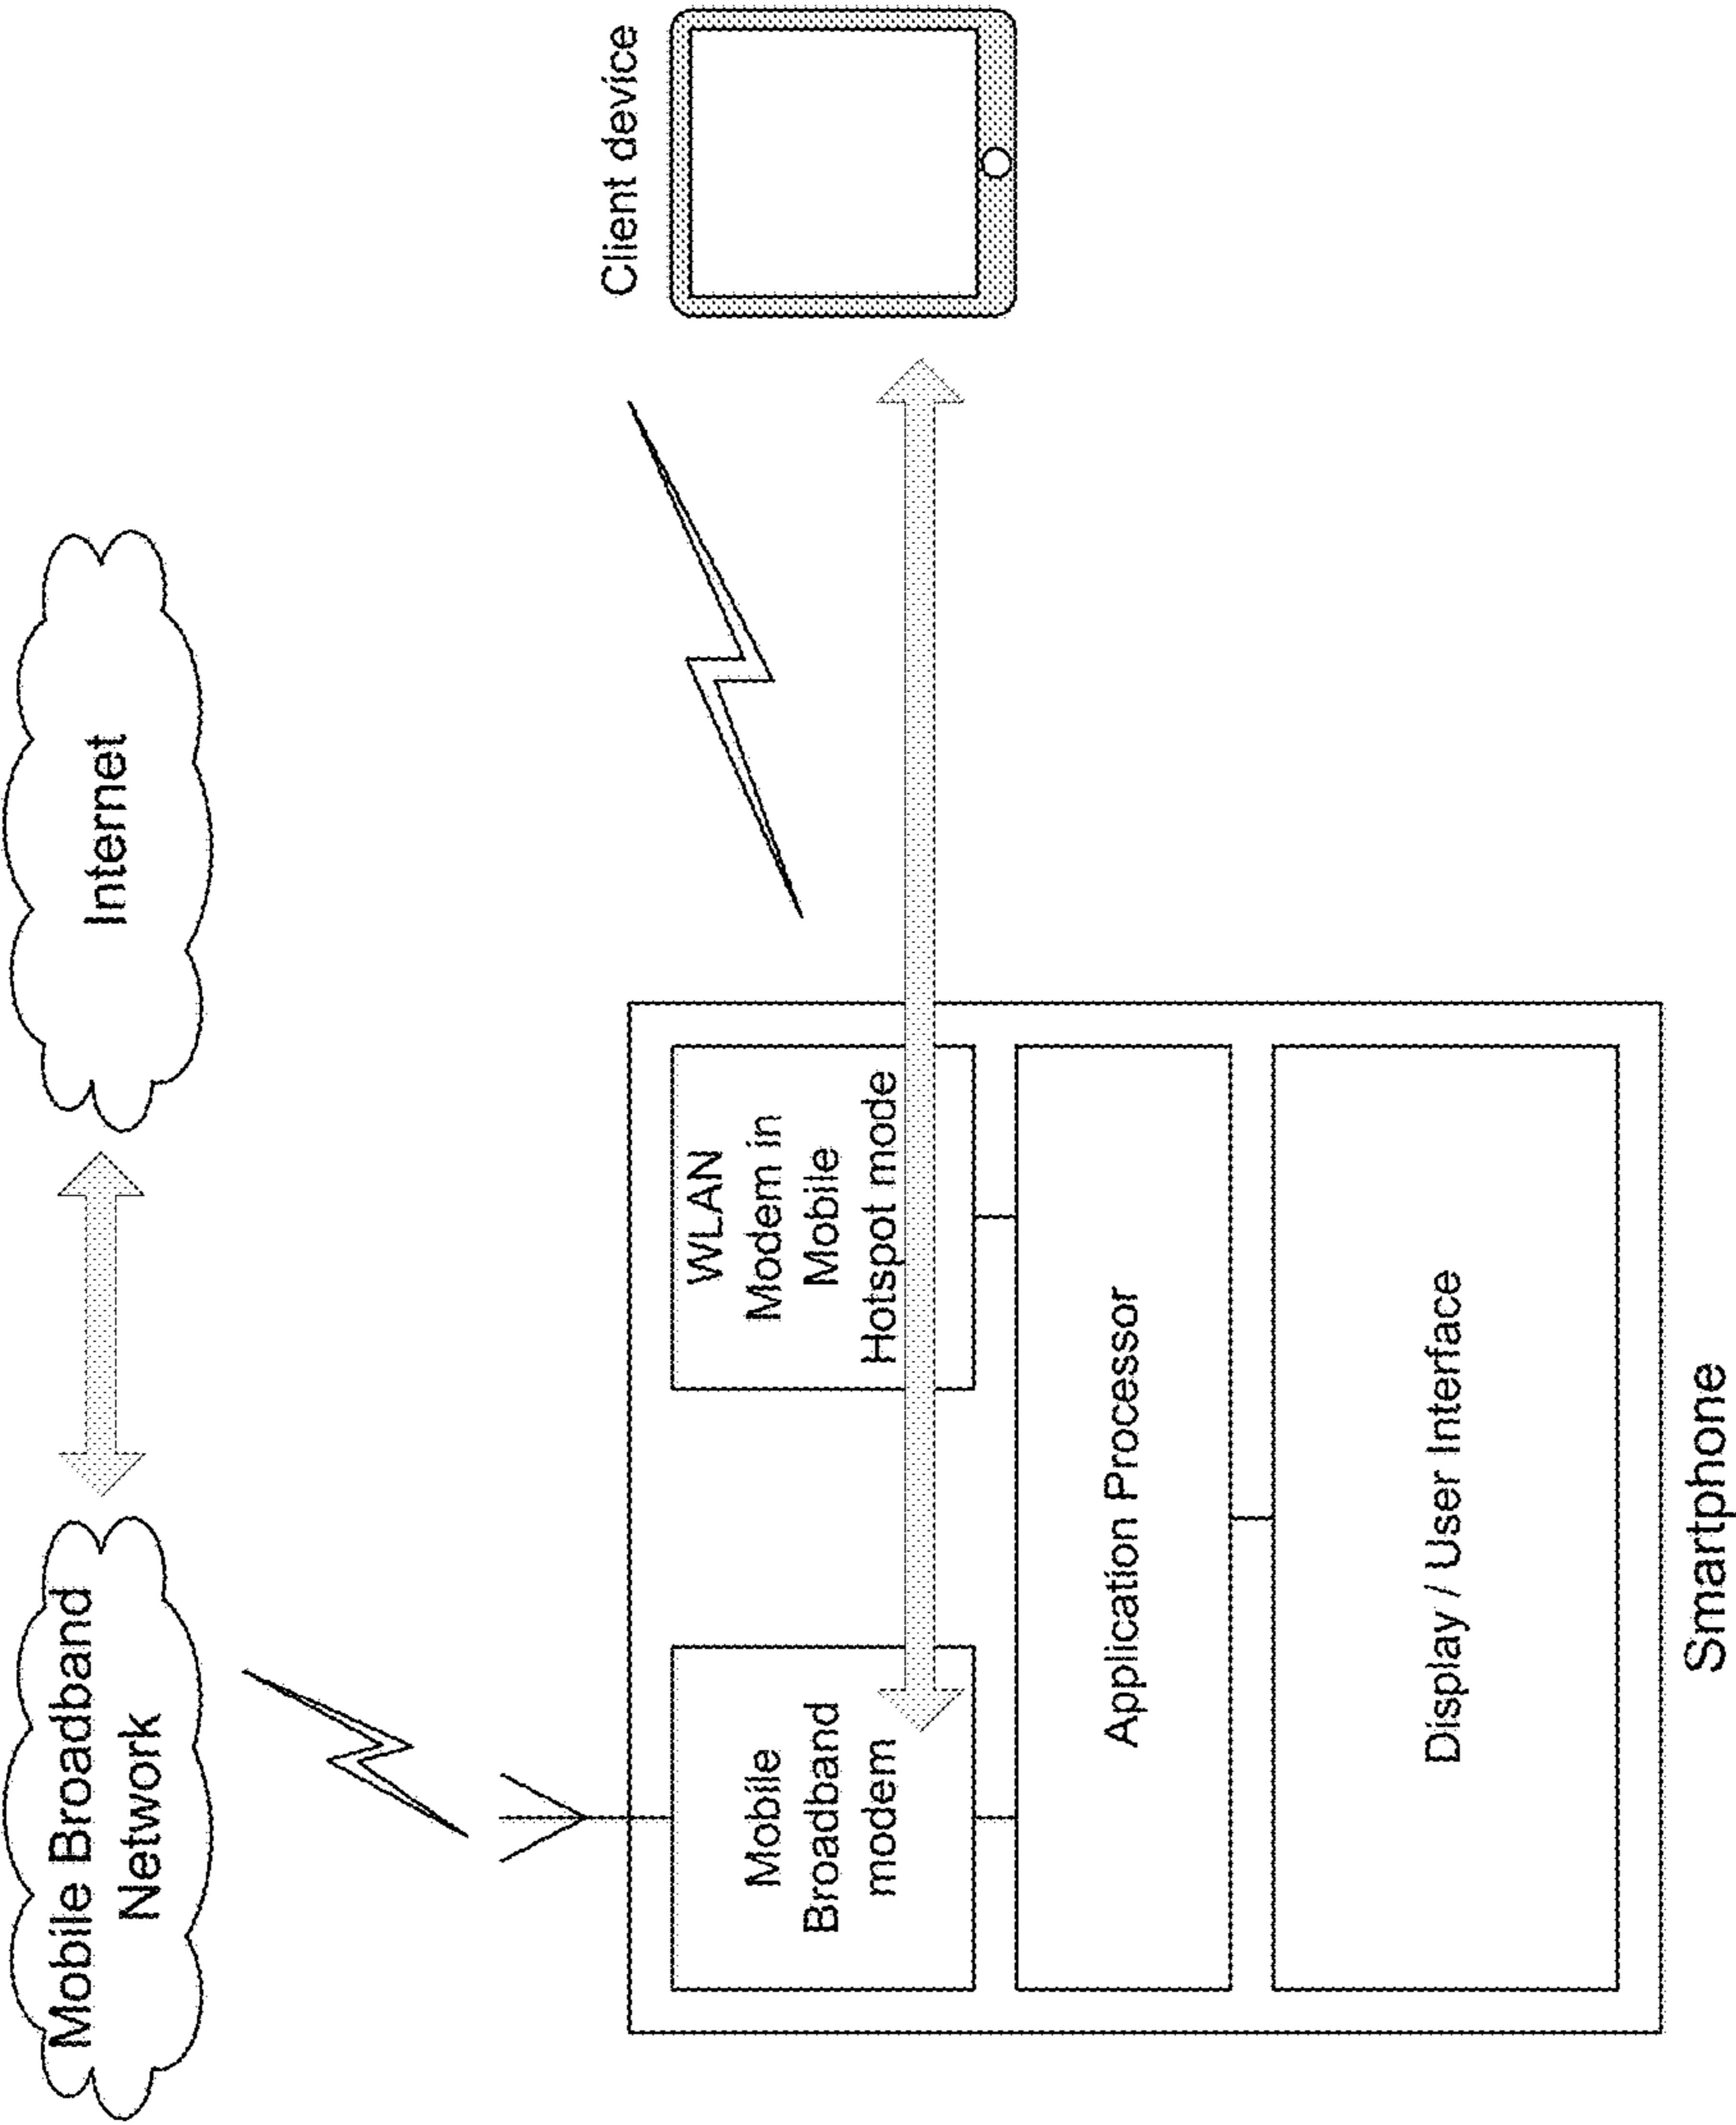 Mobile Broadband
Network
Internet
Client device
Mobile
Broadband
modem
WLAN
Modem in
Mobile
Hotspot mode
Application Processor
Display / User Interface
Smartphone